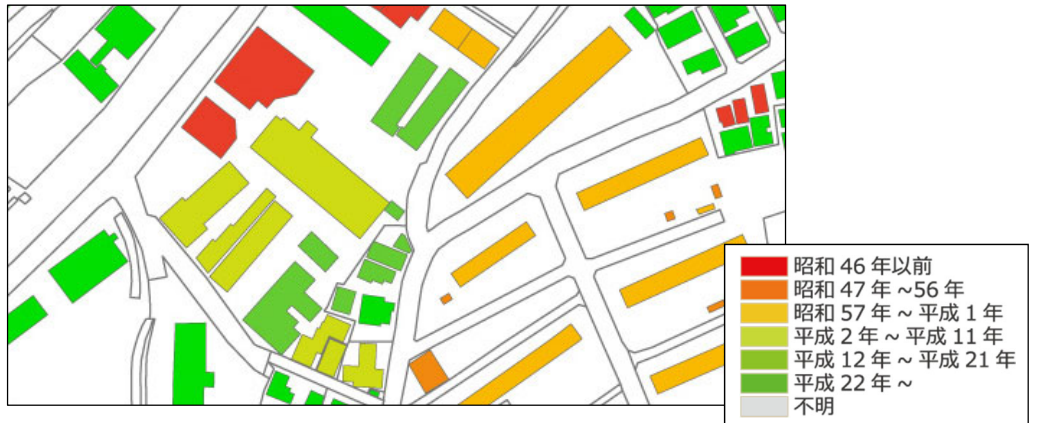 昭和 46 年以前
昭和 47 年 ~56 年
昭和 57 年 ~ 平成 1 年
平成 2 年 ~ 平成 11 年
平成 12 年 ~ 平成 21 年
平成 22 年 ~
不明